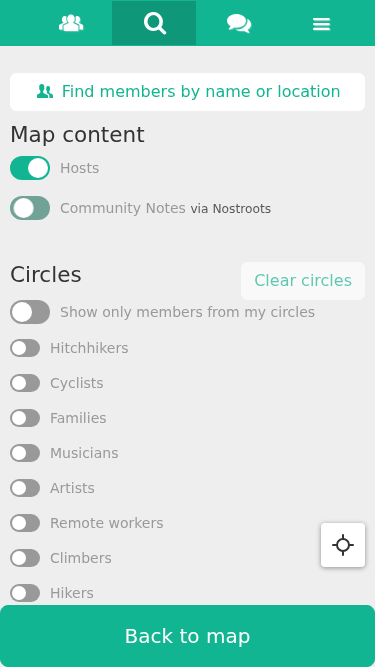 Find members by name or location
Map content
Hosts
Community Notes via Nostroots
Circles
Clear circles
Show only members from my circles
Hitchhikers
Cyclists
Families
Musicians
Artists
Remote workers
Climbers
Hikers
Back to map